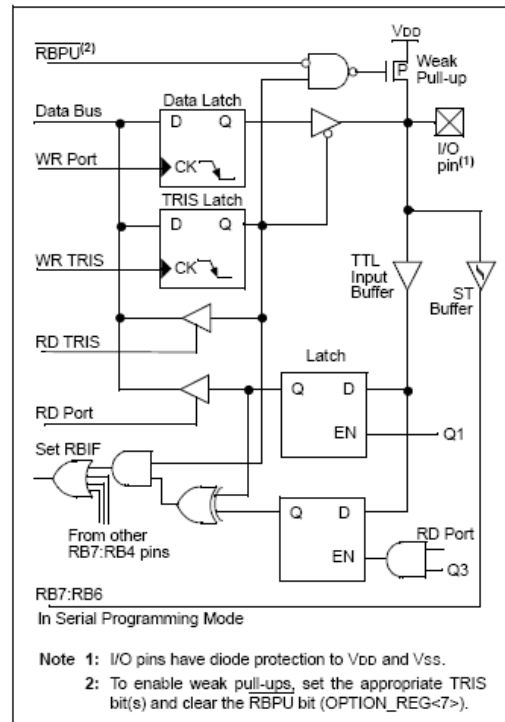 VDD
RBPU(2)
Weak
Pull-up
P
Data Bus
Data Latch
D Q
I/O
pin(1)
WR Port
CK
TRIS Latch
D Q
TTL
Input
Buffer
WR TRIS
CK
ST
Buffer
RD TRIS
Latch
Q D
RD Port
EN
Q1
Set RBIF
Q D
RD Port
From other
RB7:RB4 pins
EN
Q3
RB7:RB6
In Serial Programming Mode
Note 1: I/O pins have diode protection to VDD and VSS.
2: To enable weak pull-ups, set the appropriate TRIS
bit(s) and clear the RBPU bit (OPTION_REG<7>).